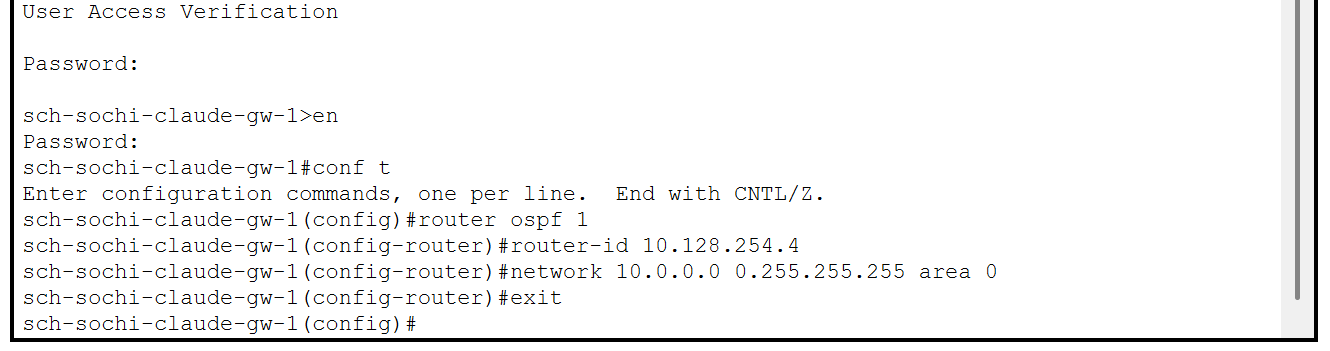 User Access Verification
Password:
sch-sochi-claude-gw-1>en
Password:
sch-sochi-claude-gw-1#conf t
Enter configuration commands, one per line.  End with CNTL/Z.
sch-sochi-claude-gw-1(config)#router ospf 1
sch-sochi-claude-gw-1(config-router)#router-id 10.128.254.4
sch-sochi-claude-gw-1(config-router)#network 10.0.0.0 0.255.255.255 area 0
sch-sochi-claude-gw-1(config-router)#exit
sch-sochi-claude-gw-1(config)#